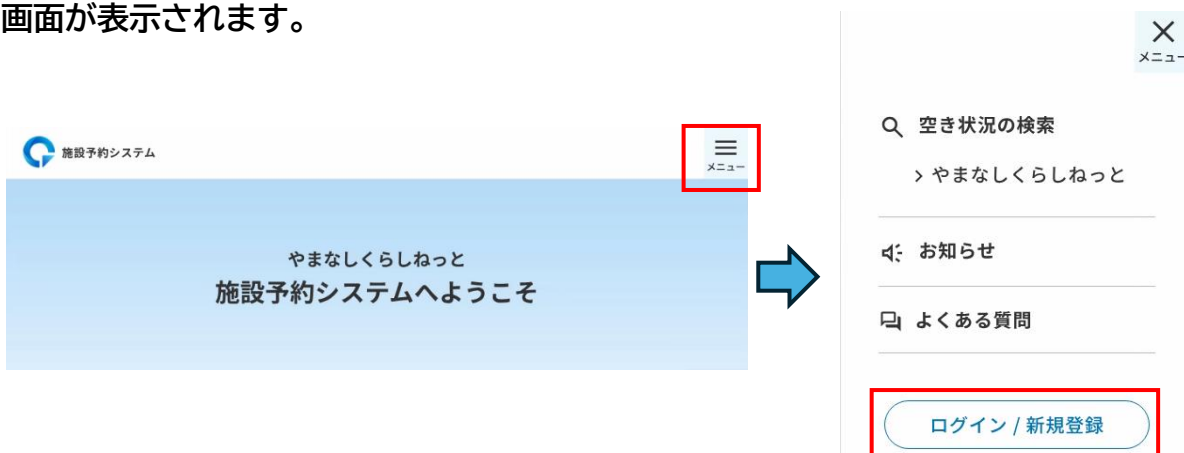 画面が表示されます。
施設予約システム
メニュー
やまなしくらしねっと
施設予約システムへようこそ
メニュー
空き状況の検索
やまなしくらしねっと
お知らせ
よくある質問
ログイン / 新規登録